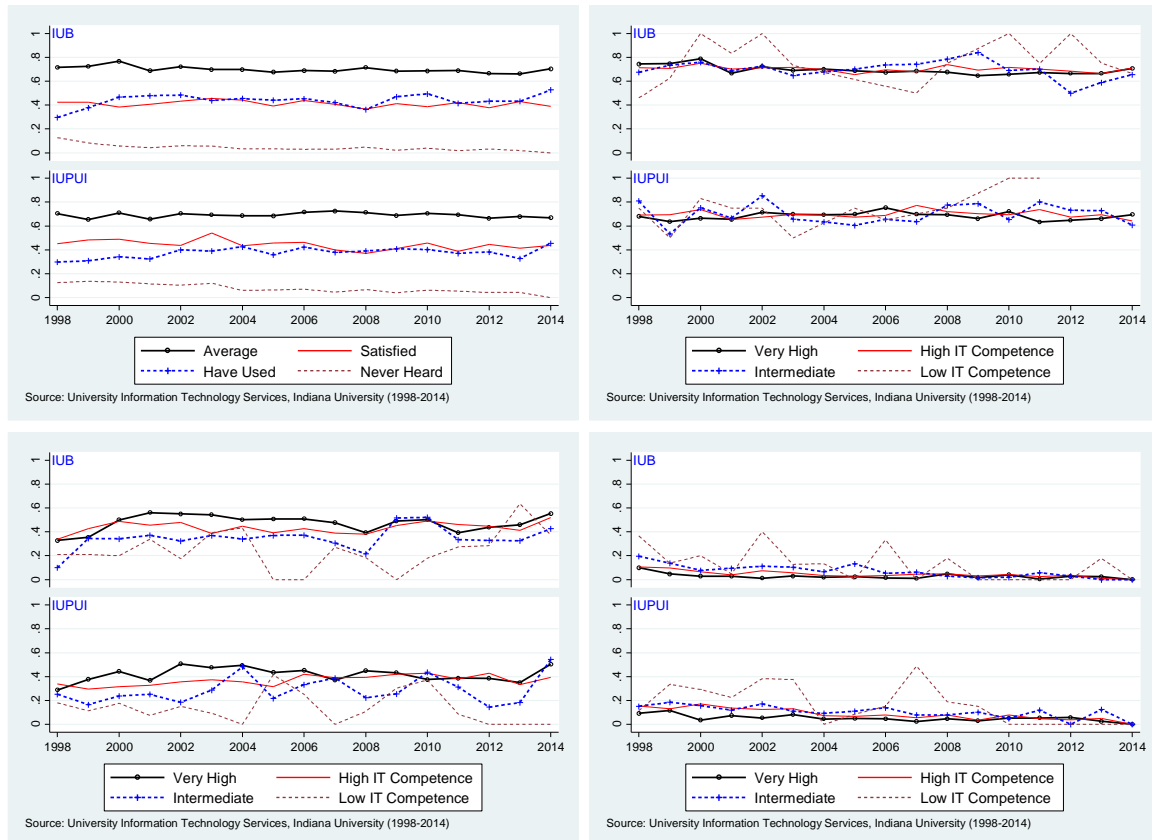 IUB
1
.8
.6
.4
.2
0
IUPUI
1
.8
.6
.4
.2
0
1998 2000 2002 2004 2006 2008 2010 2012 2014
Average Satisfied
Have Used Never Heard
Source: University Information Technology Services, Indiana University (1998-2014)
IUB
1
.8
.6
.4
.2
0
IUPUI
1
.8
.6
.4
.2
0
1998 2000 2002 2004 2006 2008 2010 2012 2014
Very High High IT Competence
Intermediate Low IT Competence
Source: University Information Technology Services, Indiana University (1998-2014)
IUB
1
.8
.6
.4
.2
0
IUPUI
1
.8
.6
.4
.2
0
1998 2000 2002 2004 2006 2008 2010 2012 2014
Very High High IT Competence
Intermediate Low IT Competence
Source: University Information Technology Services, Indiana University (1998-2014)
IUB
1
.8
.6
.4
.2
0
IUPUI
1
.8
.6
.4
.2
0
1998 2000 2002 2004 2006 2008 2010 2012 2014
Very High High IT Competence
Intermediate Low IT Competence
Source: University Information Technology Services, Indiana University (1998-2014)